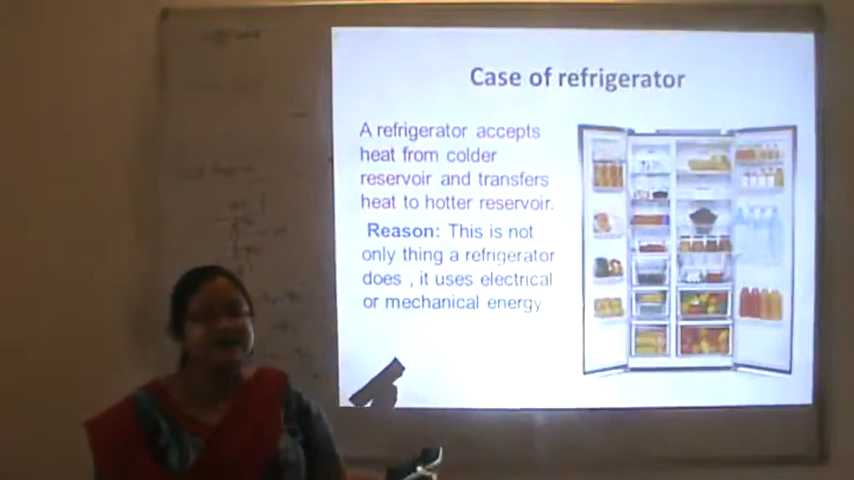 Case of refrigerator
A refrigerator accepts
heat from colder
reservoir and transfers
heat to hotter reservoir.
Reason: This is not
only thing a refrigerator
does , it uses electrical
or mechanical energy